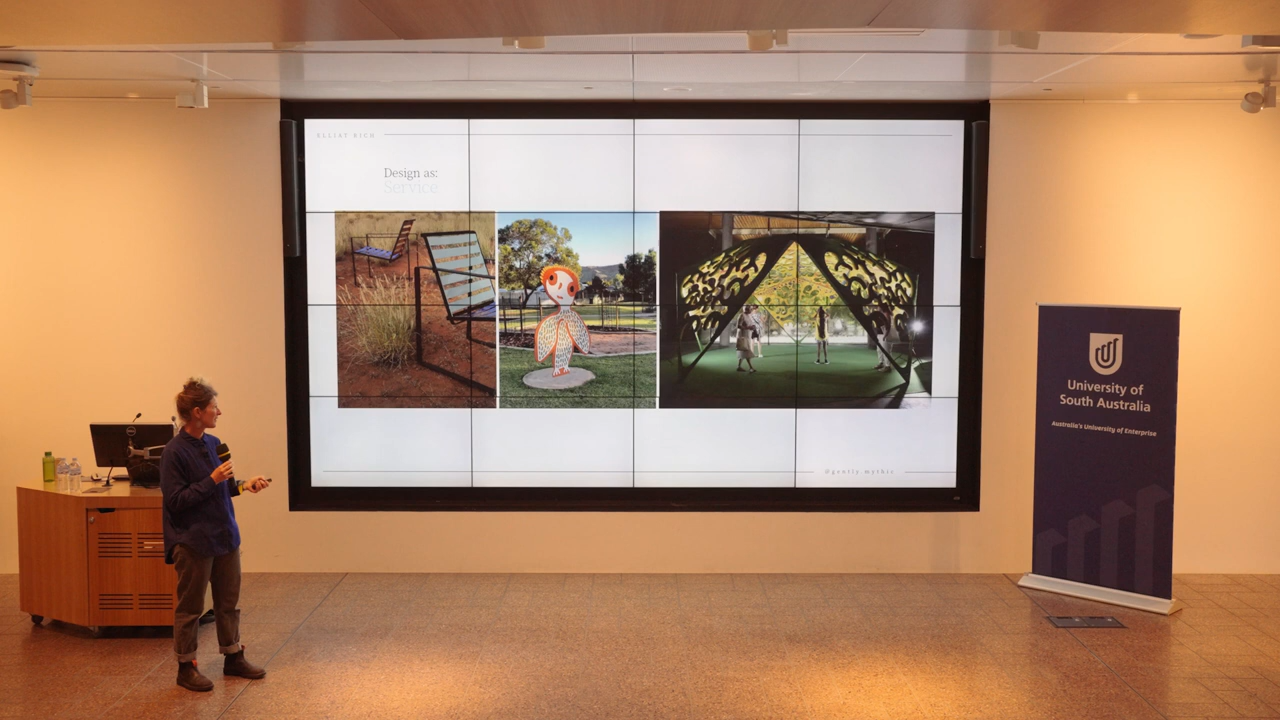 ELLIAT RICH
Design as:
Service
@gently.mythic
University of
South Australia
Australia's University of Enterprise